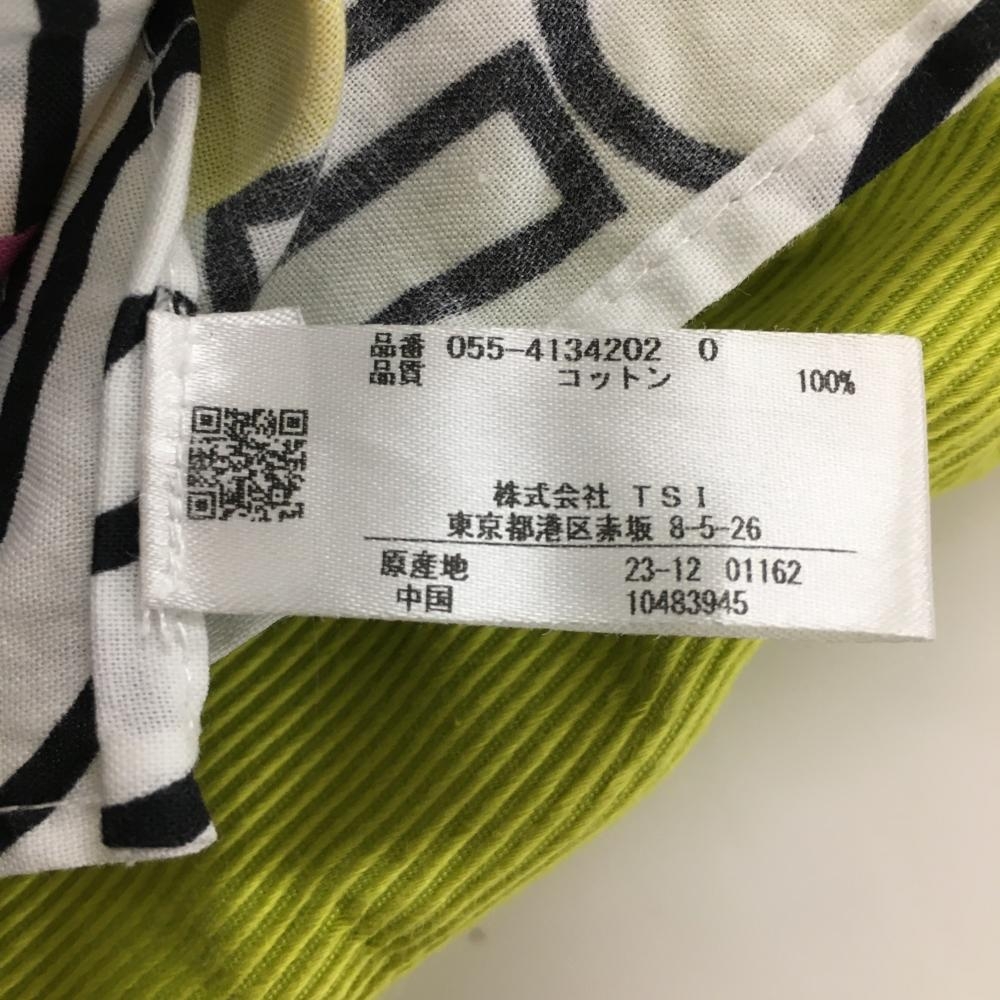 品番 055-4134202 0
品質 コットン 100%
株式会社 TSI
東京都港区赤坂 8-5-26
原産地 23-12 01162
中国 10483945